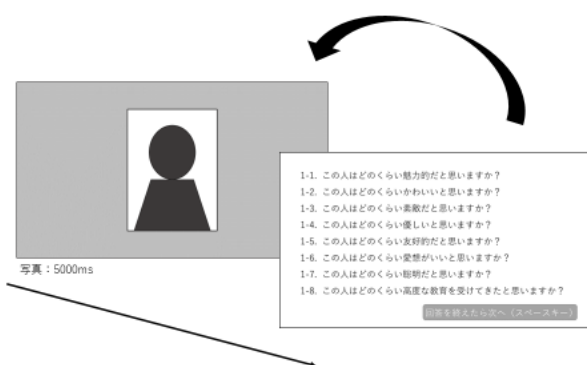 写真：5000ms
1-1. この人はどのくらい魅力的だと思いますか？
1-2. この人はどのくらいかわいいと思いますか？
1-3. この人はどのくらい素敵だと思いますか？
1-4. この人はどのくらい優しいと思いますか？
1-5. この人はどのくらい友好的だと思いますか？
1-6. この人はどのくらい愛想がいいと思いますか？
1-7. この人はどのくらい聡明だと思いますか？
1-8. この人はどのくらい高度な教育を受けてきたと思いますか？
回答を終えたら次へ（スペースキー）